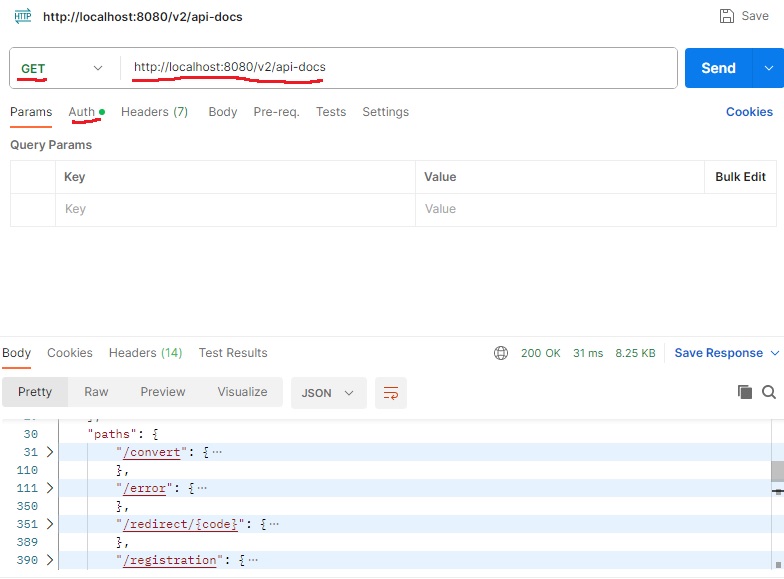 HTTP http://localhost:8080/v2/api-docs Save
GET http://localhost:8080/v2/api-docs Send
Params Auth Headers (7) Body Pre-req. Tests Settings Cookies
Query Params
Key Value Bulk Edit
Key Value
Body Cookies Headers (14) Test Results 200 OK 31 ms 8.25 KB Save Response
Pretty Raw Preview Visualize JSON
30 "paths": {
31 "/convert": { ...
110 },
111 "/error": { ...
350 },
351 "/redirect/{code}": { ...
389 },
390 "/registration": { ...